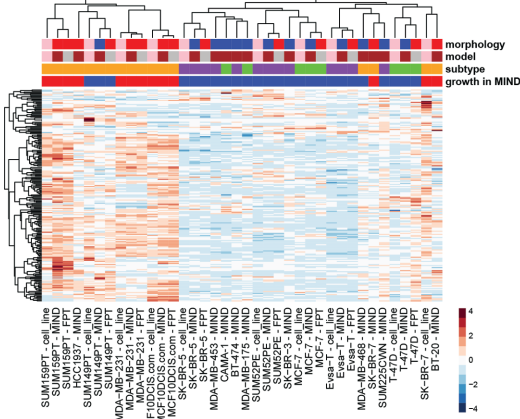 morphology
model
subtype
growth in MIND
SUM159PT - cell_line
SUM159PT - MIND
SUM159PT - FPT
HCC1937 - MIND
SUM149PT - cell_line
SUM149PT - MIND
SUM149PT - FPT
MDA-MB-231 - cell_line
MDA-MB-231 - MIND
MDA-MB-231 - FPT
F10DCIS.com - cell_line
MCF10DCIS.com - MIND
MCF10DCIS.com - FPT
SK-BR-5 - cell_line
SK-BR-5 - MIND
SK-BR-5 - FPT
MDA-MB-453 - MIND
CAMA-1 - MIND
BT-474 - MIND
MDA-MB-175 - MIND
SUM52PE - cell_line
SUM52PE - MIND
SUM52PE - FPT
SK-BR-3 - MIND
MCF-7 - cell_line
MCF-7 - MIND
MCF-7 - FPT
Evsa-T - cell_line
Evsa-T - MIND
Evsa-T - FPT
MDA-MB-468 - MIND
SK-BR-7 - MIND
SUM225CWN - MIND
T-47D - cell_line
T-47D - MIND
T-47D - FPT
SK-BR-7 - cell_line
BT-20 - MIND
4
2
0
−2
−4